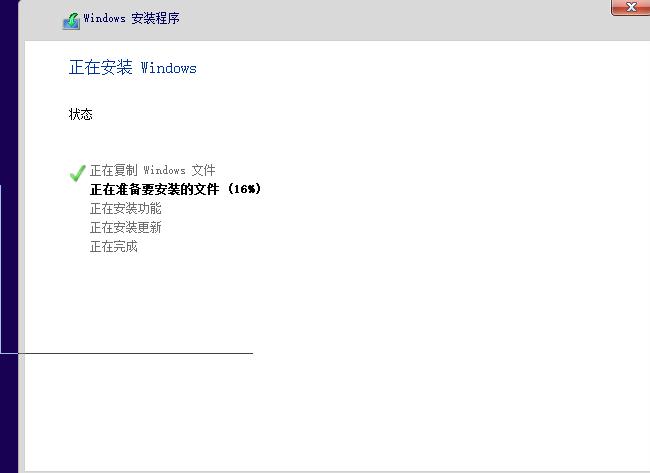 Windows 安装程序
正在安装 Windows
状态
正在复制 Windows 文件
正在准备要安装的文件 (16%)
正在安装功能
正在安装更新
正在完成